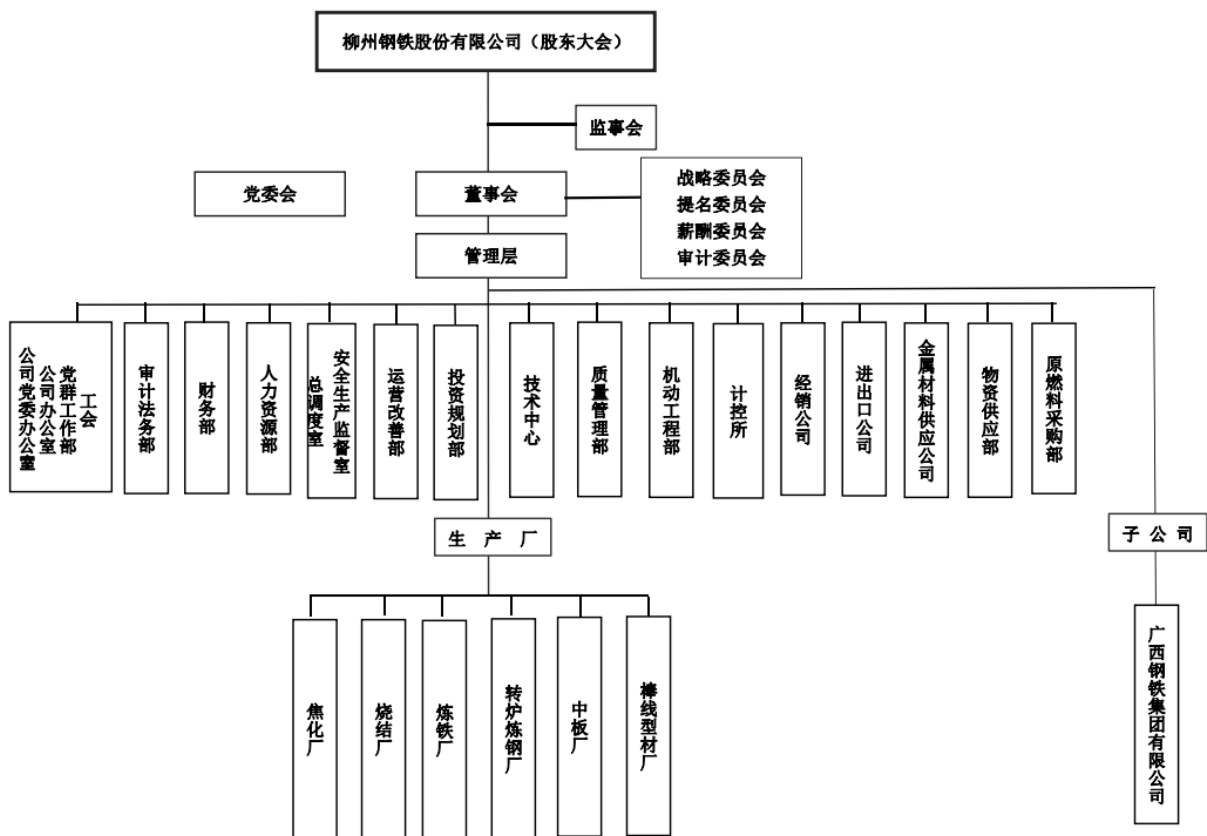 柳州钢铁股份有限公司（股东大会）
监事会
党委会
董事会
战略委员会
提名委员会
薪酬委员会
审计委员会
管理层
公司党委办公室
公司办公室
党群工作部
工会
审计法务部
财务部
人力资源部
总调度室
安全生产监督室
运营改善部
投资规划部
技术中心
质量管理部
机动工程部
计控所
经销公司
进出口公司
金属材料供应公司
物资供应部
原燃料采购部
生 产 厂
子 公 司
焦化厂
烧结厂
炼铁厂
转炉炼钢厂
中板厂
棒线型材厂
广西钢铁集团有限公司